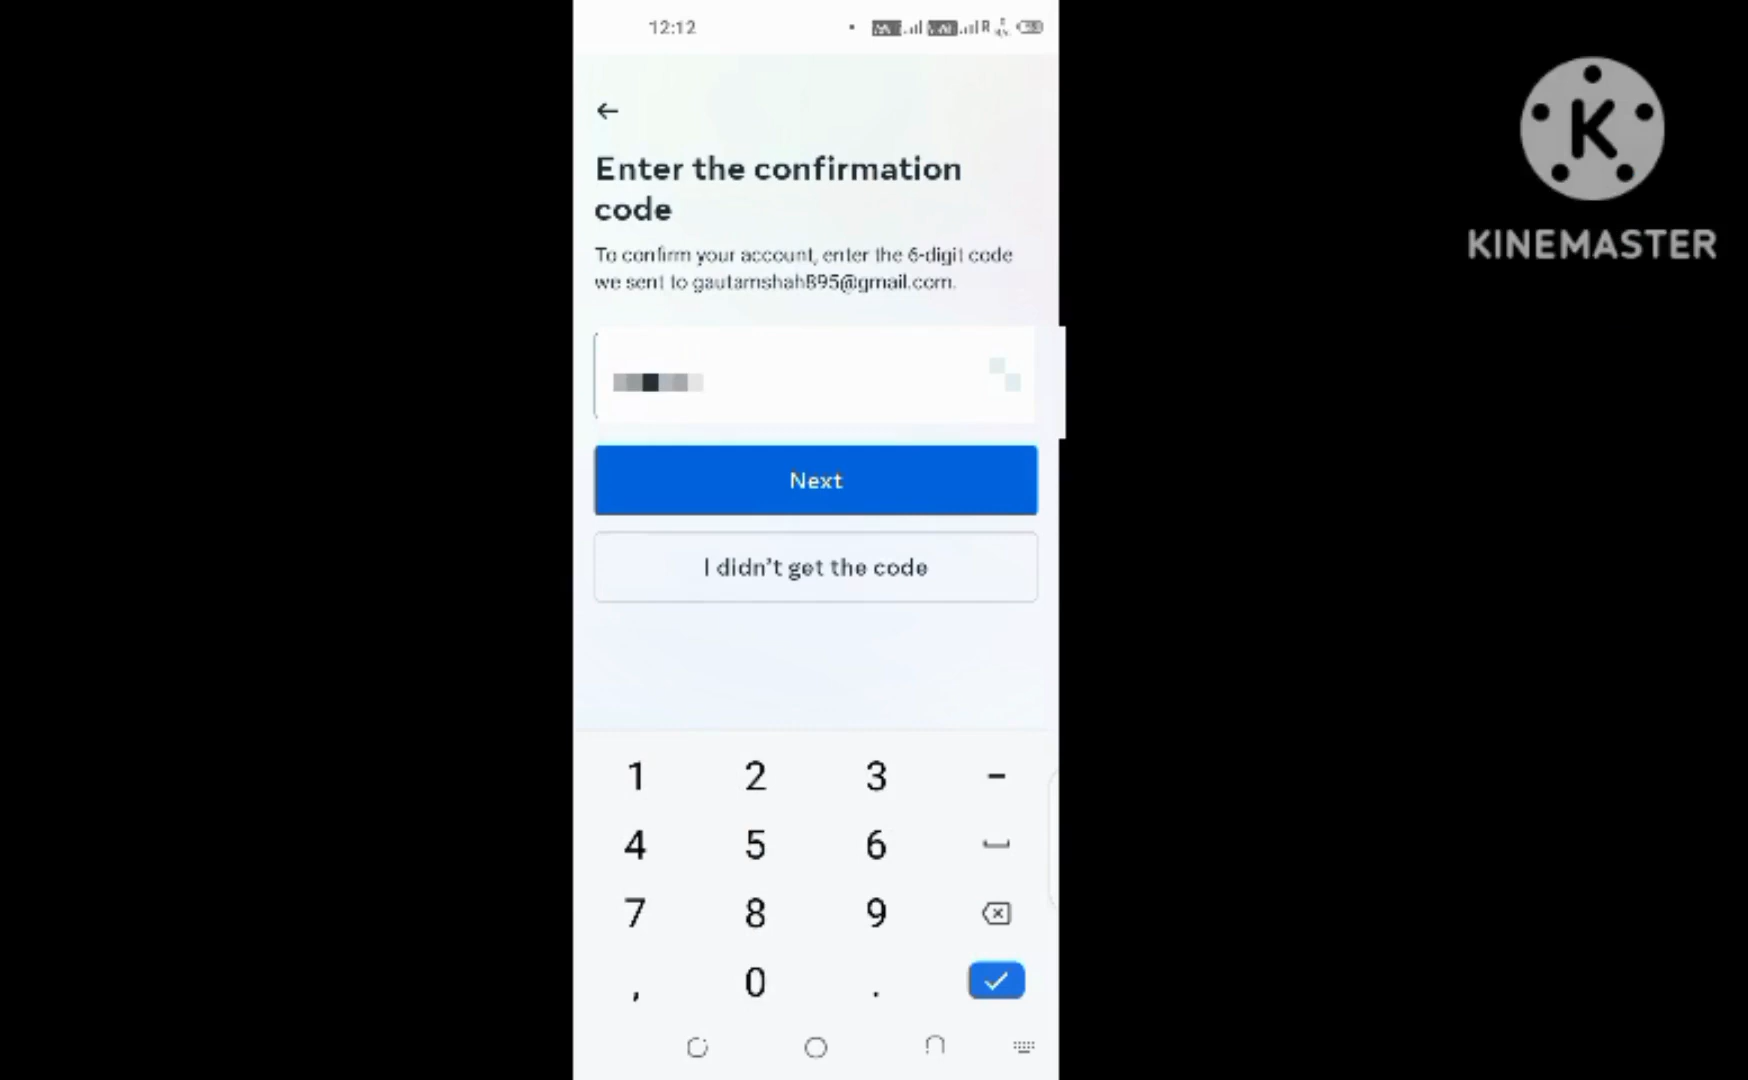 12:12
Enter the confirmation
code
To confirm your account, enter the 6-digit code
we sent to gautamshah895@gmail.com.
Next
I didn't get the code
1 2 3 -
4 5 6
7 8 9
, 0 .
K
KINEMASTER